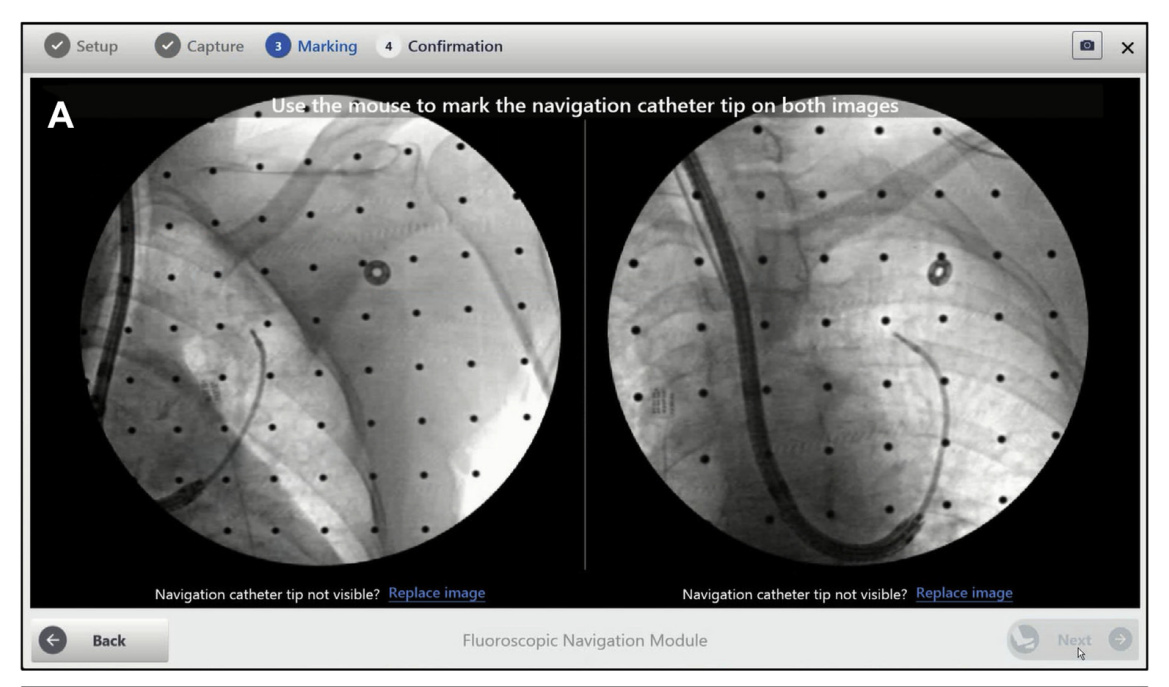 Setup
Capture
3 Marking
4 Confirmation
A
Use the mouse to mark the navigation catheter tip on both images
Navigation catheter tip not visible? Replace image
Navigation catheter tip not visible? Replace image
Back
Fluoroscopic Navigation Module
Next